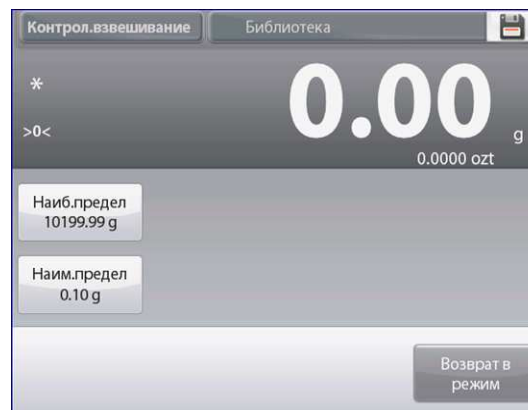 Контрол.взвешивание
Библиотека
*
>0<
0.00
g
0.0000 ozt
Наиб.предел
10199.99 g
Наим.предел
0.10 g
Возврат в
режим